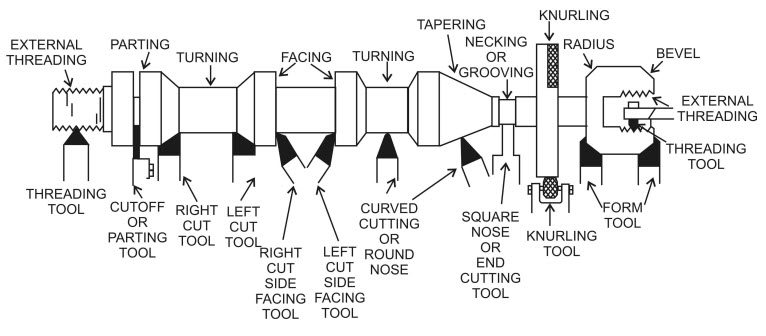 EXTERNAL
THREADING
PARTING
TURNING
FACING
TURNING
TAPERING
NECKING
OR
GROOVING
KNURLING
RADIUS
BEVEL
EXTERNAL
THREADING
THREADING
TOOL
THREADING
TOOL
CUTOFF
OR
PARTING
TOOL
RIGHT
CUT
TOOL
LEFT
CUT
TOOL
RIGHT
CUT
SIDE
FACING
TOOL
LEFT
CUT
SIDE
FACING
TOOL
CURVED
CUTTING
OR
ROUND
NOSE
SQUARE
NOSE
OR
END
CUTTING
TOOL
KNURLING
TOOL
FORM
TOOL